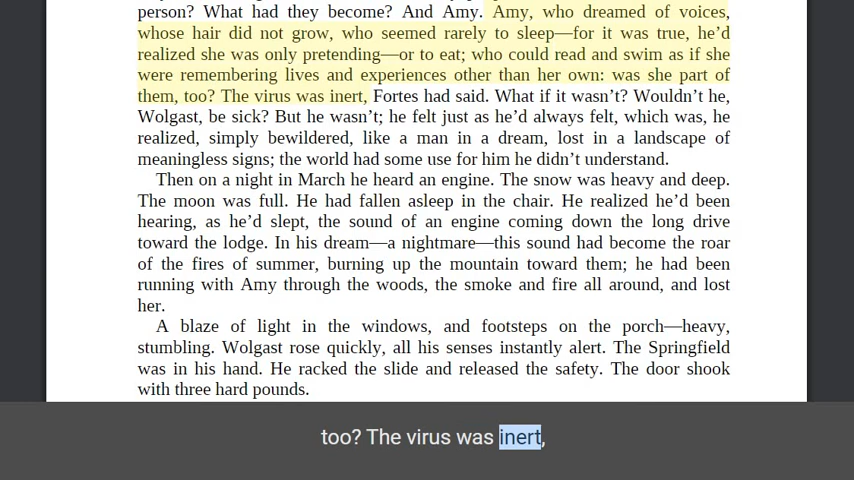 person? What had they become? And Amy. Amy, who dreamed of voices,
whose hair did not grow, who seemed rarely to sleep—for it was true, he’d
realized she was only pretending—or to eat; who could read and swim as if she
were remembering lives and experiences other than her own: was she part of
them, too? The virus was inert, Fortes had said. What if it wasn’t? Wouldn’t he,
Wolgast, be sick? But he wasn’t; he felt just as he’d always felt, which was, he
realized, simply bewildered, like a man in a dream, lost in a landscape of
meaningless signs; the world had some use for him he didn’t understand.
Then on a night in March he heard an engine. The snow was heavy and deep.
The moon was full. He had fallen asleep in the chair. He realized he’d been
hearing, as he’d slept, the sound of an engine coming down the long drive
toward the lodge. In his dream—a nightmare—this sound had become the roar
of the fires of summer, burning up the mountain toward them; he had been
running with Amy through the woods, the smoke and fire all around, and lost
her.
A blaze of light in the windows, and footsteps on the porch—heavy,
stumbling. Wolgast rose quickly, all his senses instantly alert. The Springfield
was in his hand. He racked the slide and released the safety. The door shook
with three hard pounds.
too? The virus was inert,